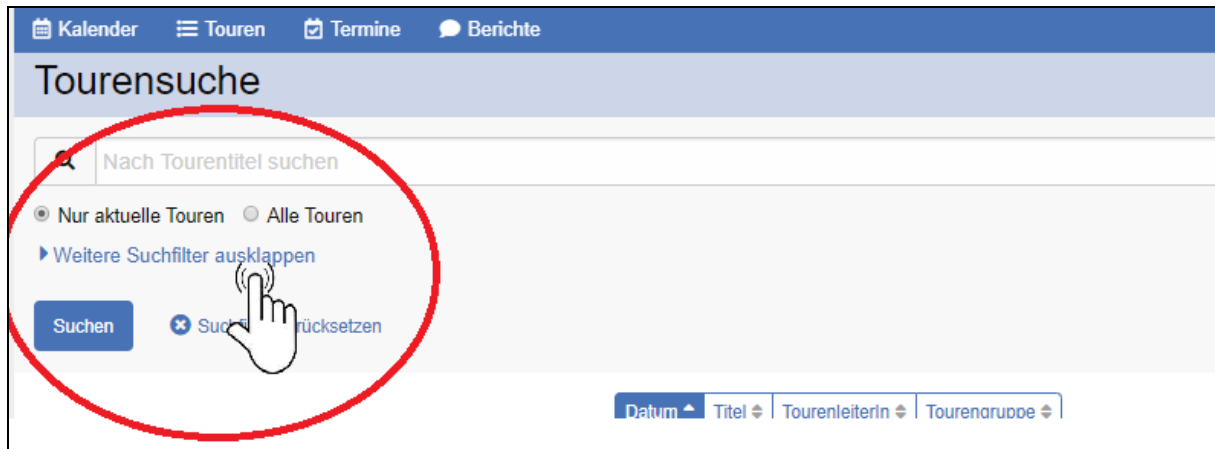 Kalender Touren Termine Berichte
Tourensuche
Nach Tourentitel suchen
Nur aktuelle Touren Alle Touren
Weitere Suchfilter ausklappen
Suchen
Datum Titel TourenleiterIn Tourengruppe